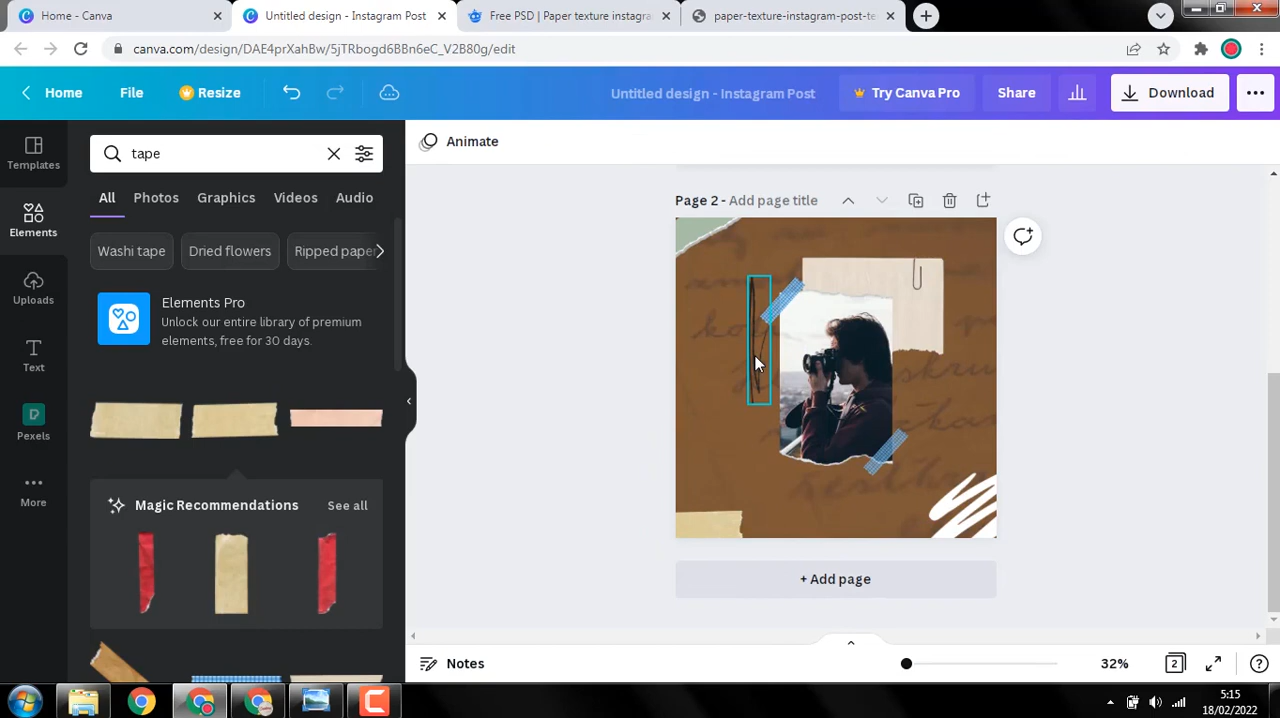 Home - Canva
Untitled design - Instagram Post
Free PSD | Paper texture instagra
paper-texture-instagram-post-te
canva.com/design/DAE4prXahBw/5jTRbogd6BBn6eC_V2B80g/edit
Home
File
Resize
Untitled design - Instagram Post
Try Canva Pro
Share
Download
Templates
Elements
Uploads
Text
Pexels
More
tape
All
Photos
Graphics
Videos
Audio
Washi tape
Dried flowers
Ripped paper
Elements Pro
Unlock our entire library of premium
elements, free for 30 days.
Magic Recommendations
See all
Animate
Page 2 - Add page title
+ Add page
Notes
32%
2
5:15
18/02/2022